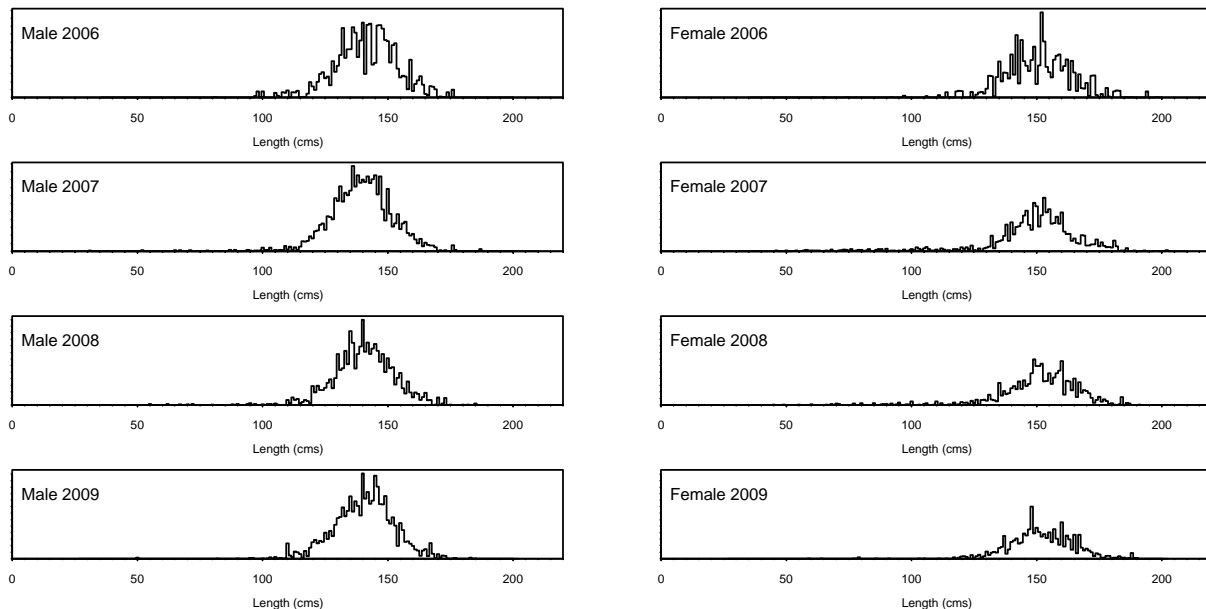 Male 2006
0 50 100 150 200
Length (cms)
Female 2006
0 50 100 150 200
Length (cms)
Male 2007
0 50 100 150 200
Length (cms)
Female 2007
0 50 100 150 200
Length (cms)
Male 2008
0 50 100 150 200
Length (cms)
Female 2008
0 50 100 150 200
Length (cms)
Male 2009
0 50 100 150 200
Length (cms)
Female 2009
0 50 100 150 200
Length (cms)